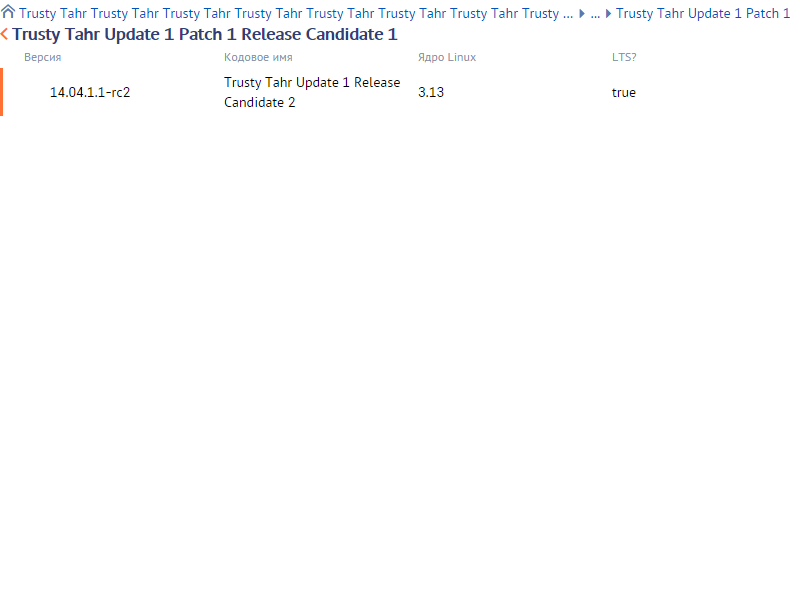 Trusty Tahr Trusty Tahr Trusty Tahr Trusty Tahr Trusty Tahr Trusty Tahr Trusty Tahr Trusty ... ... Trusty Tahr Update 1 Patch 1
Trusty Tahr Update 1 Patch 1 Release Candidate 1
Версия Кодовое имя Ядро Linux LTS?
14.04.1.1-rc2 Trusty Tahr Update 1 Release Candidate 2 3.13 true